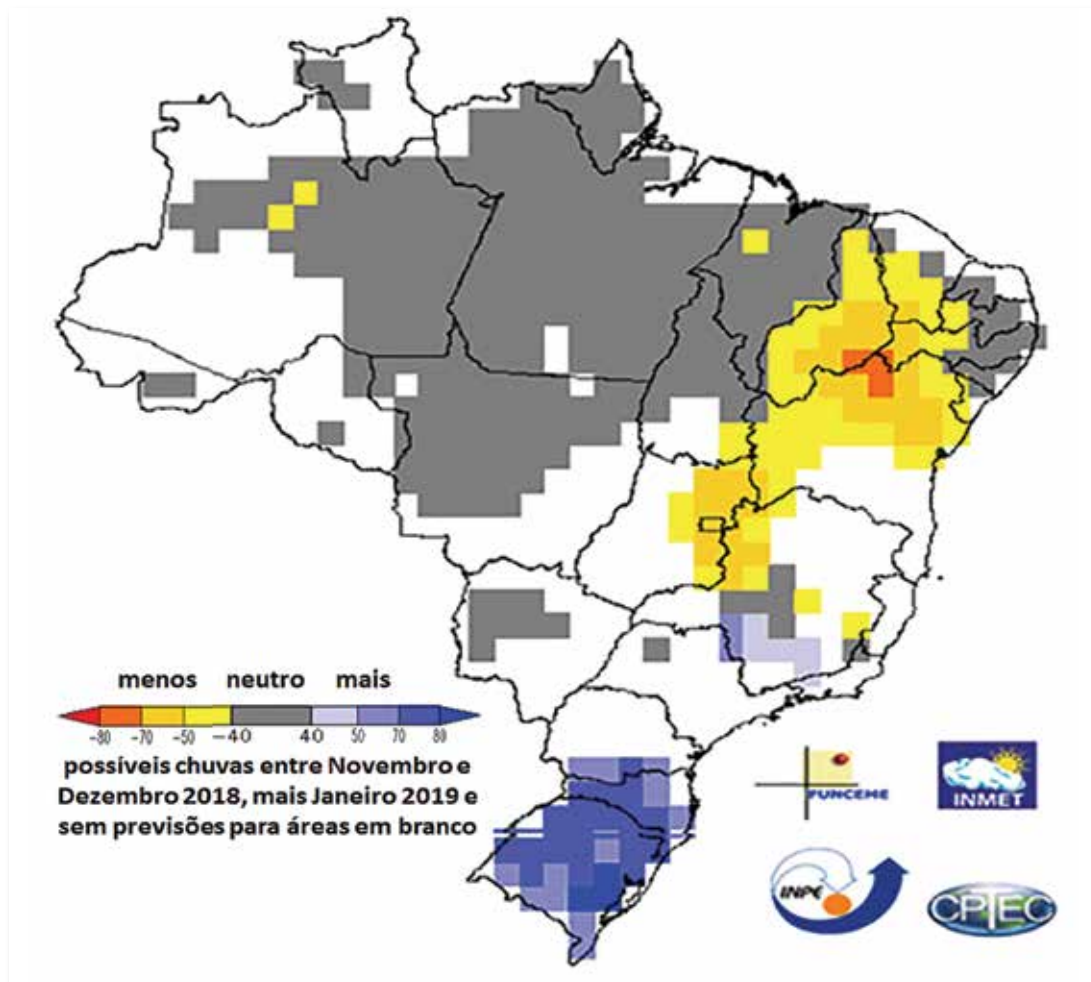 menos neutro mais
-80 -70 -50 -40 40 50 70 80
possíveis chuvas entre Novembro e
Dezembro 2018, mais Janeiro 2019 e
sem previsões para áreas em branco
FUNCEME
INMET
INPE
CPTEC